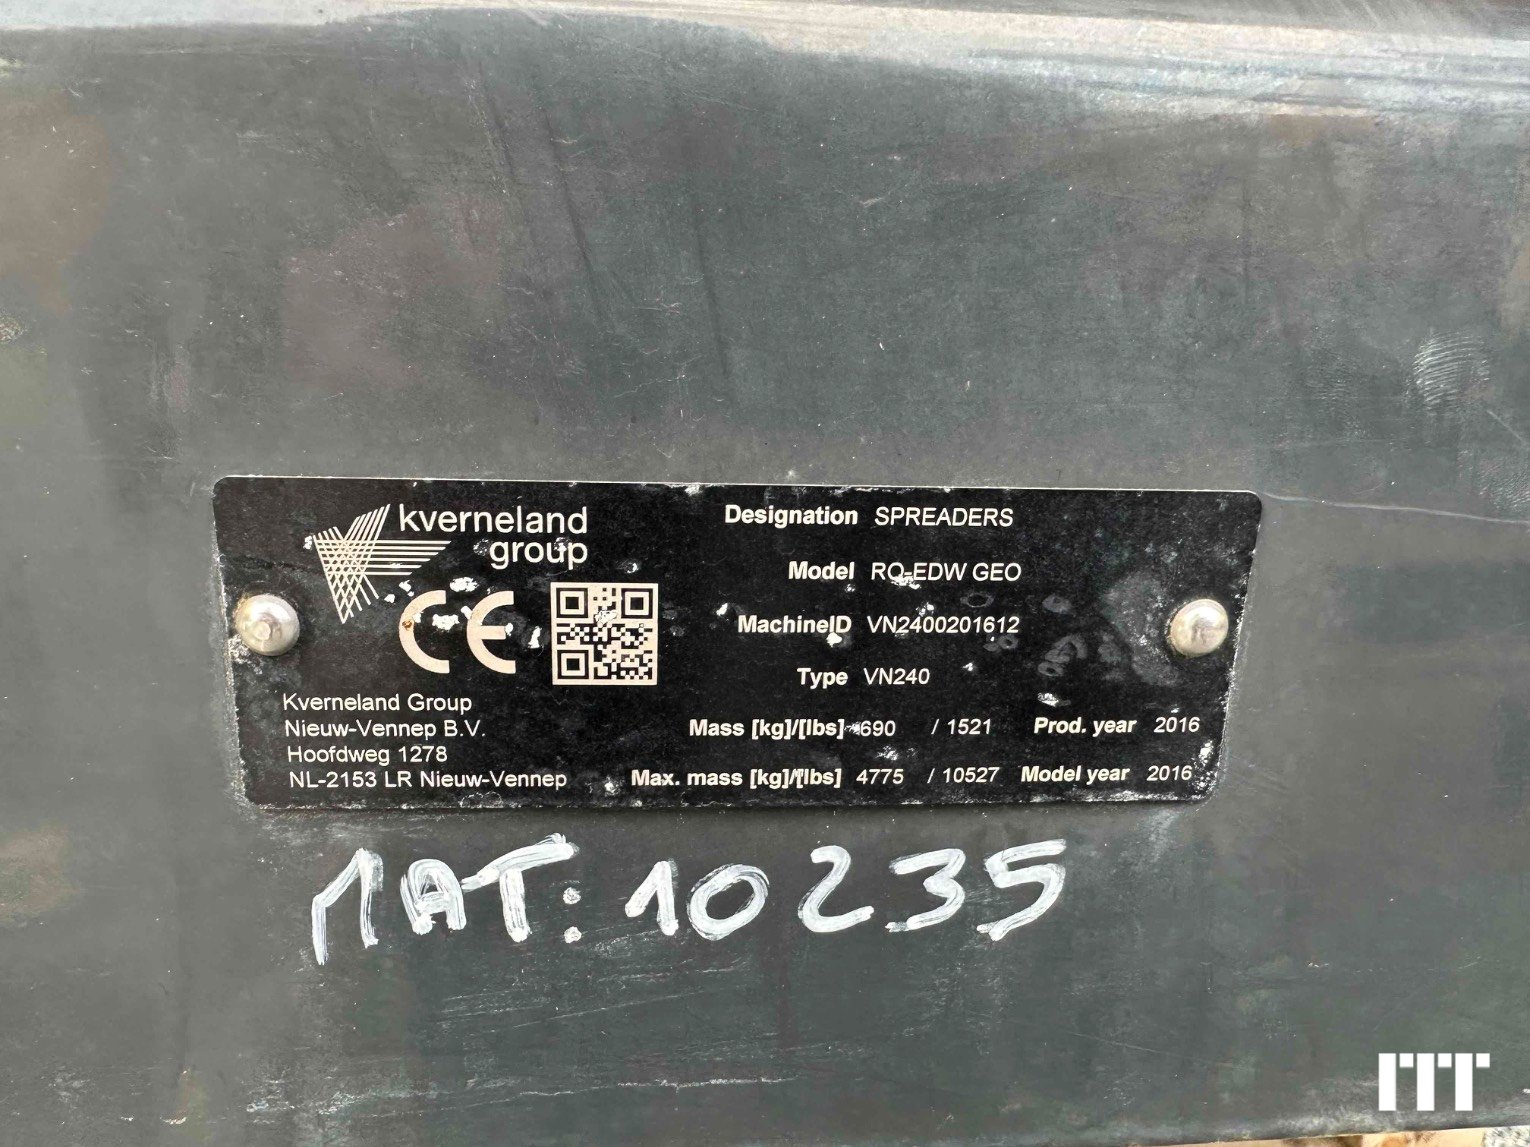 kverneland
group
CE
Kverneland Group
Nieuw-Vennep B.V.
Hoofdweg 1278
NL-2153 LR Nieuw-Vennep
Designation SPREADERS
Model RO-EDW GEO
MachineID VN2400201612
Type VN240
Mass [kg]/[lbs] 690 / 1521 Prod. year 2016
Max. mass [kg]/[lbs] 4775 / 10527 Model year 2016
MAT: 10235